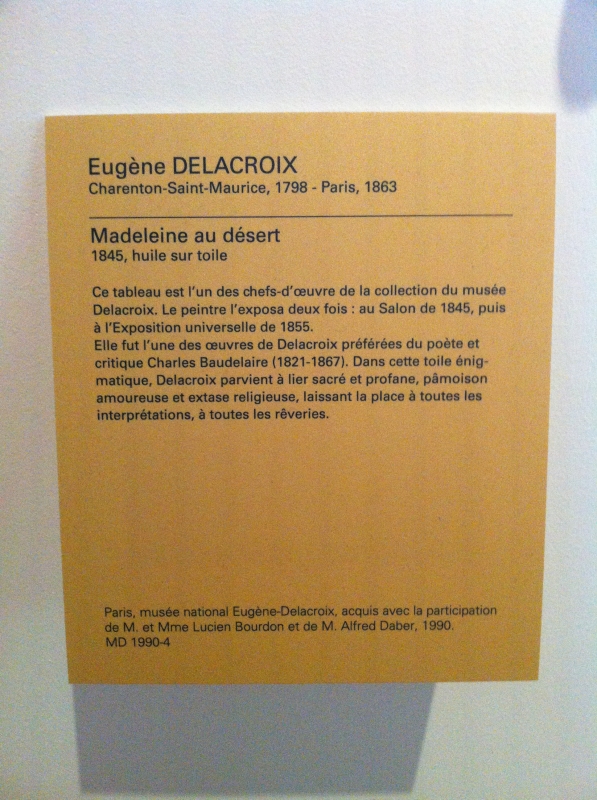 Eugène DELACROIX
Charenton-Saint-Maurice, 1798 - Paris, 1863
Madeleine au désert
1845, huile sur toile
Ce tableau est l'un des chefs-d'œuvre de la collection du musée
Delacroix. Le peintre l'exposa deux fois : au Salon de 1845, puis
à l'Exposition universelle de 1855.
Elle fut l'une des œuvres de Delacroix préférées du poète et
critique Charles Baudelaire (1821-1867). Dans cette toile énig-
matique, Delacroix parvient à lier sacré et profane, pâmoison
amoureuse et extase religieuse, laissant la place à toutes les
interprétations, à toutes les rêveries.
Paris, musée national Eugène-Delacroix, acquis avec la participation
de M. et Mme Lucien Bourdon et de M. Alfred Daber, 1990.
MD 1990-4